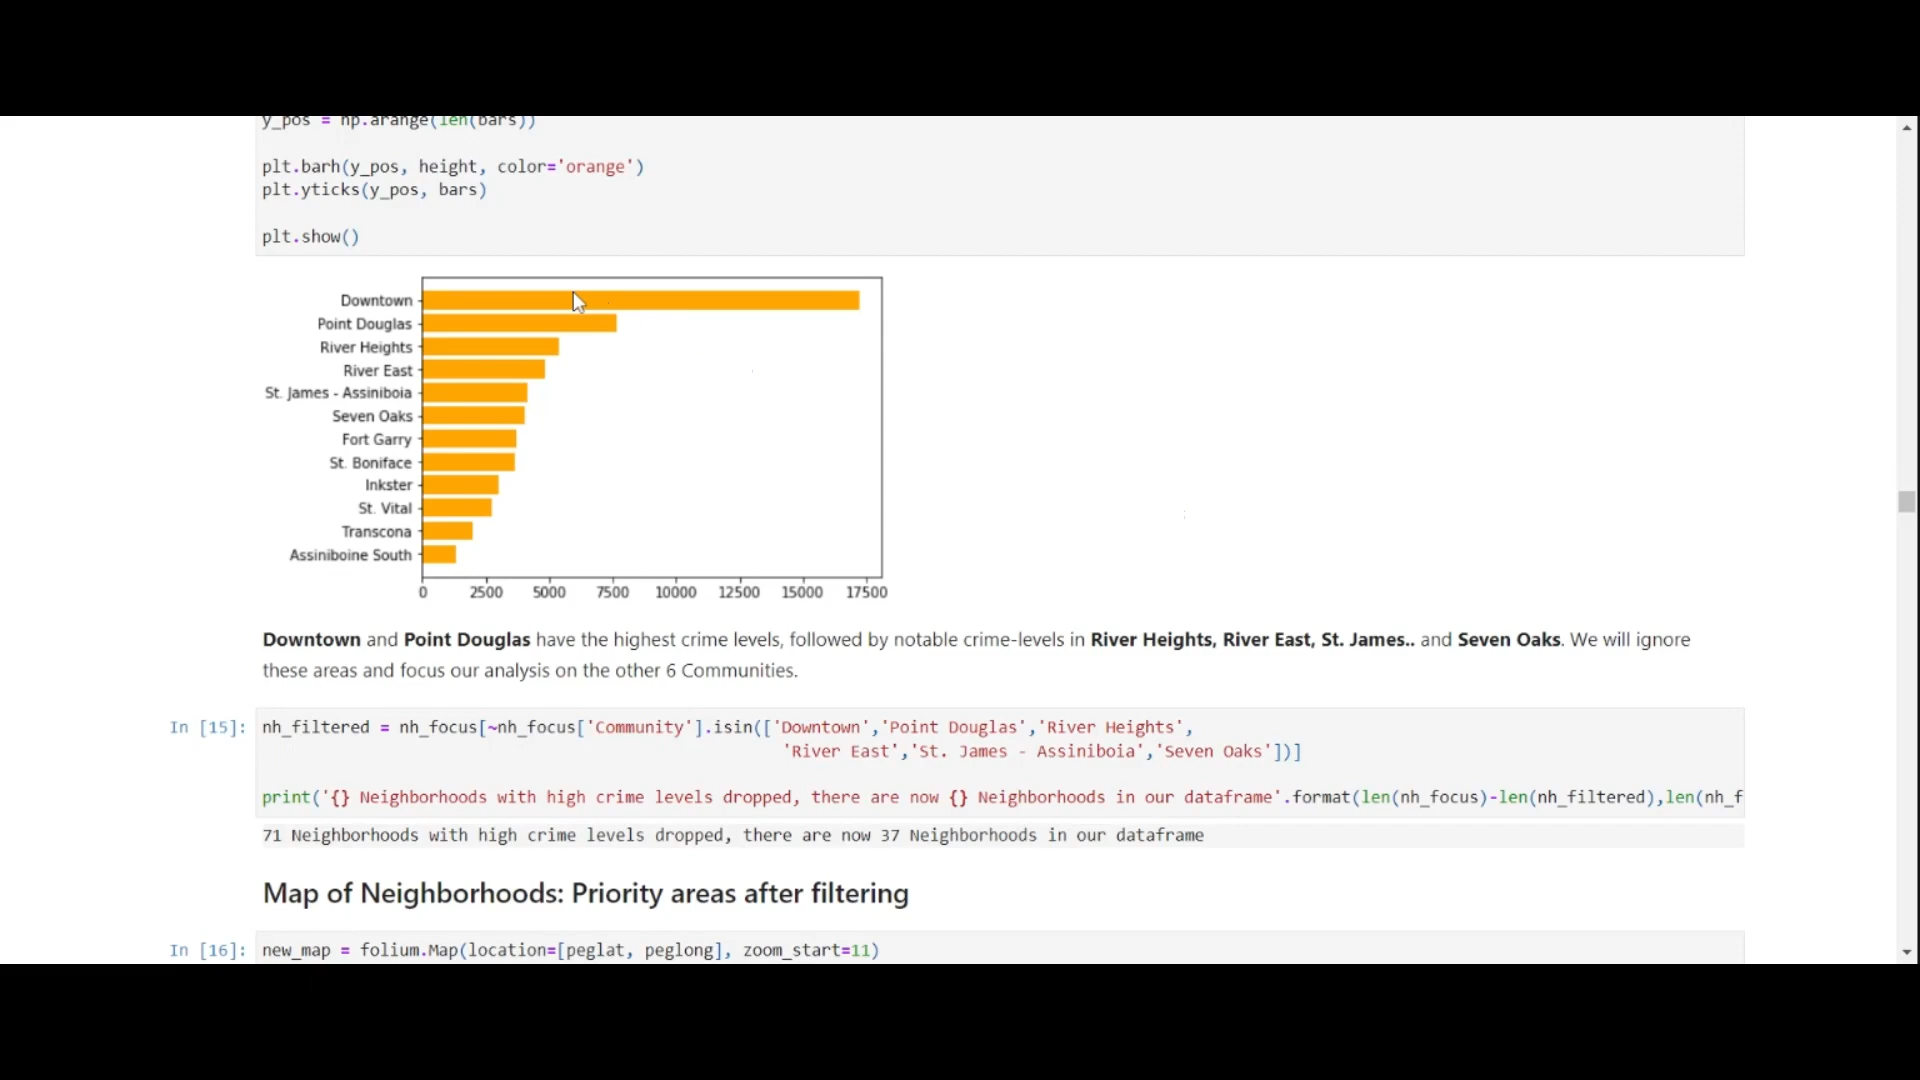 y_pos = np.arange(len(bars))
plt.barh(y_pos, height, color='orange')
plt.yticks(y_pos, bars)
plt.show()
Downtown
Point Douglas
River Heights
River East
St. James - Assiniboia
Seven Oaks
Fort Garry
St. Boniface
Inkster
St. Vital
Transcona
Assiniboine South
0 2500 5000 7500 10000 12500 15000 17500
Downtown and Point Douglas have the highest crime levels, followed by notable crime-levels in River Heights, River East, St. James.. and Seven Oaks. We will ignore
these areas and focus our analysis on the other 6 Communities.
In [15]: nh_filtered = nh_focus[~nh_focus['Community'].isin(['Downtown','Point Douglas','River Heights',
'River East','St. James - Assiniboia','Seven Oaks'])]
print('{} Neighborhoods with high crime levels dropped, there are now {} Neighborhoods in our dataframe'.format(len(nh_focus)-len(nh_filtered),len(nh_f
71 Neighborhoods with high crime levels dropped, there are now 37 Neighborhoods in our dataframe
Map of Neighborhoods: Priority areas after filtering
In [16]: new_map = folium.Map(location=[peglat, peglong], zoom_start=11)